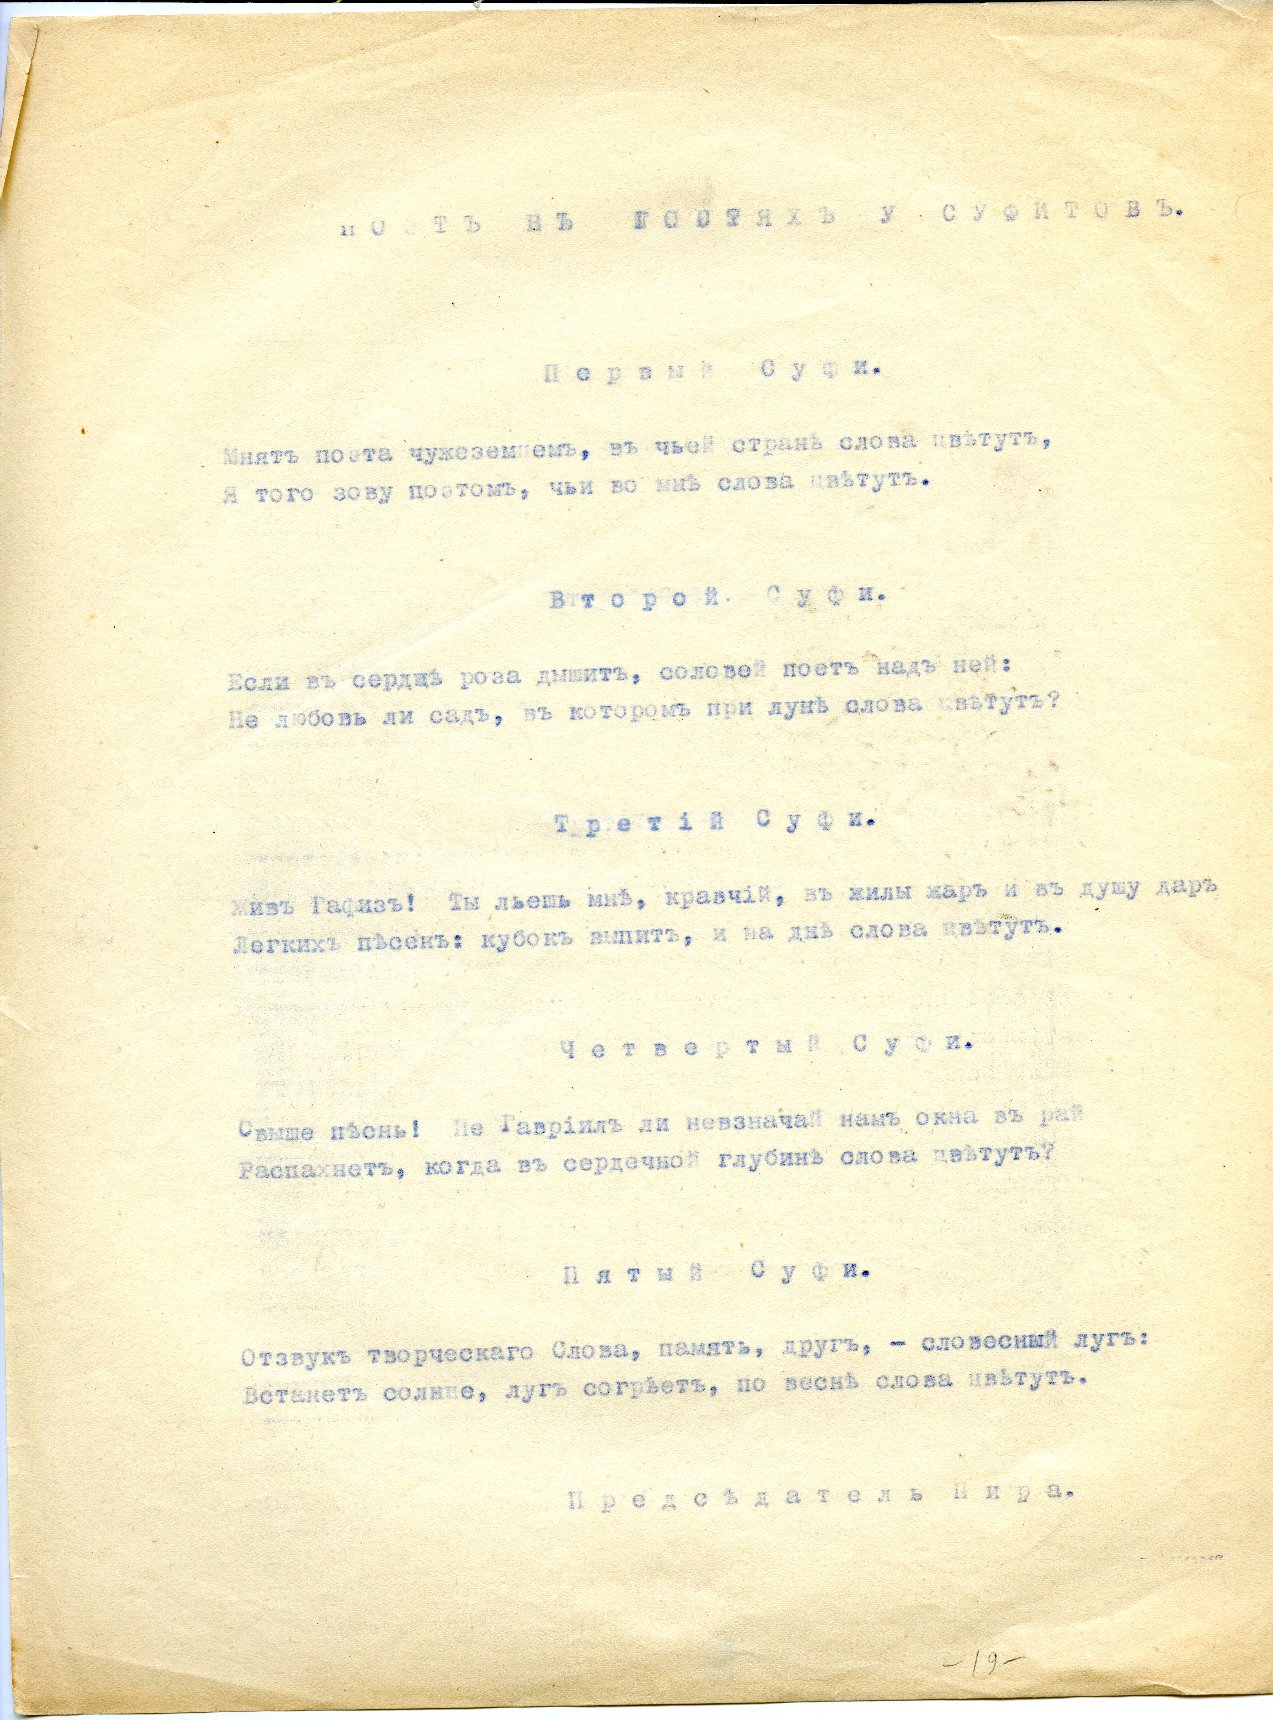 ПОЭТЪ ВЪ ГОСТЯХЪ У СУФИТОВЪ.
Первый Суфи.
Мнятъ поэта чужеземцемъ, въ чьей странѣ слова цвѣтутъ,
Я того зову поэтомъ, чьи во мнѣ слова цвѣтутъ.
Второй Суфи.
Если въ сердцѣ роза дышитъ, соловей поетъ надъ ней:
Не любовь ли садъ, въ которомъ при лунѣ слова цвѣтутъ?
Третій Суфи.
Живъ Гафизъ! Ты льешь мнѣ, кравчій, въ жилы жаръ и въ душу даръ
Легкихъ пѣсенъ: кубокъ выпитъ, и на днѣ слова цвѣтутъ.
Четвертый Суфи.
Свыше пѣснь! Не Гавріилъ ли невзначай намъ окна въ рай
Распахнетъ, когда въ сердечной глубинѣ слова цвѣтутъ?
Пятый Суфи.
Отзвукъ творческаго Слова, память, другъ, – словесный лугъ:
Встанетъ солнце, лугъ согрѣетъ, по веснѣ слова цвѣтутъ.
Предсѣдатель Пира.
-19-